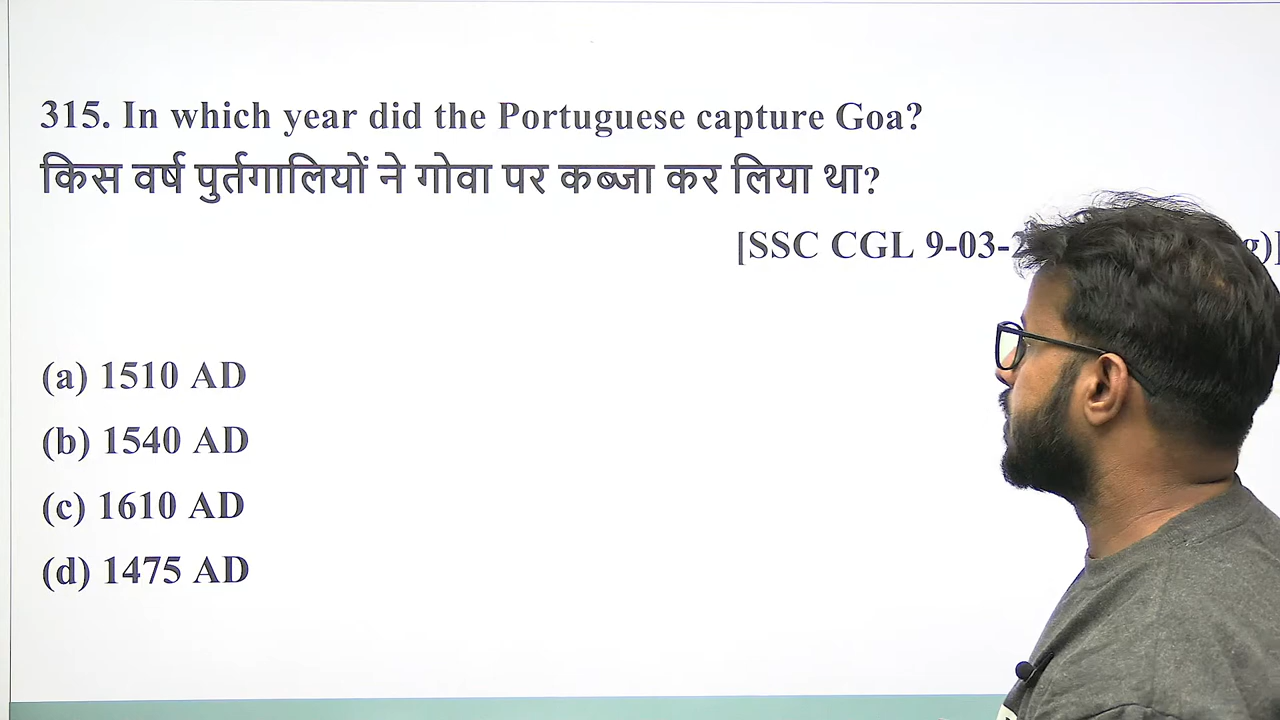 315. In which year did the Portuguese capture Goa?
किस वर्ष पुर्तगालियों ने गोवा पर कब्जा कर लिया था?
[SSC CGL 9-03-
(a) 1510 AD
(b) 1540 AD
(c) 1610 AD
(d) 1475 AD